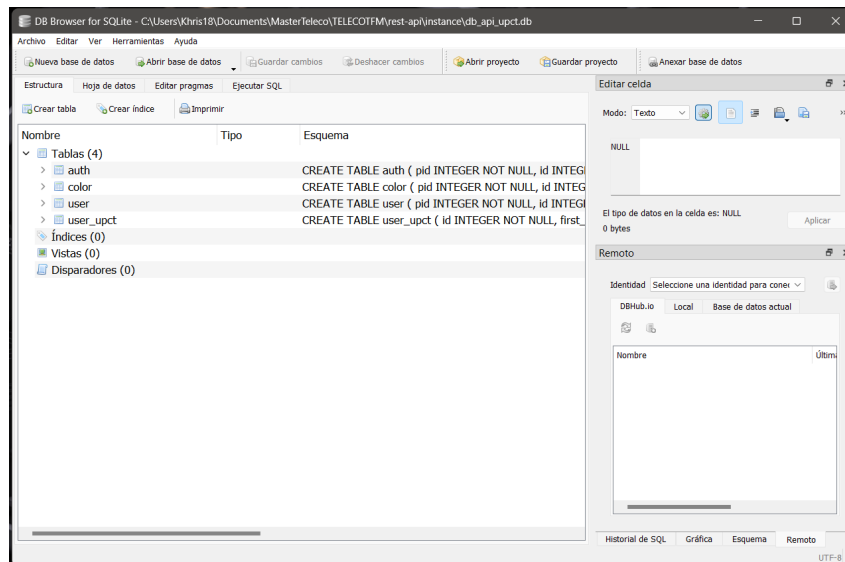 DB Browser for SQLite - C:\Users\Khris18\Documents\MasterTeleco\TELECOTFM\rest-api\instance\db_api_upct.db
Archivo Editar Ver Herramientas Ayuda
Nueva base de datos Abrir base de datos Guardar cambios Deshacer cambios Abrir proyecto Guardar proyecto Anexar base de datos
Estructura Hoja de datos Editar pragmas Ejecutar SQL
Crear tabla Crear índice Imprimir
Nombre Tipo Esquema
Tablas (4)
auth CREATE TABLE auth ( pid INTEGER NOT NULL, id INTEG
color CREATE TABLE color ( pid INTEGER NOT NULL, id INTEG
user CREATE TABLE user ( pid INTEGER NOT NULL, id INTEG
user_upct CREATE TABLE user_upct ( id INTEGER NOT NULL, first_
Índices (0)
Vistas (0)
Disparadores (0)
Editar celda
Modo: Texto
NULL
El tipo de datos en la celda es: NULL
0 bytes
Aplicar
Remoto
Identidad Seleccione una identidad para conec
DBHub.io Local Base de datos actual
Nombre Última
Historial de SQL Gráfica Esquema Remoto
UTF-8